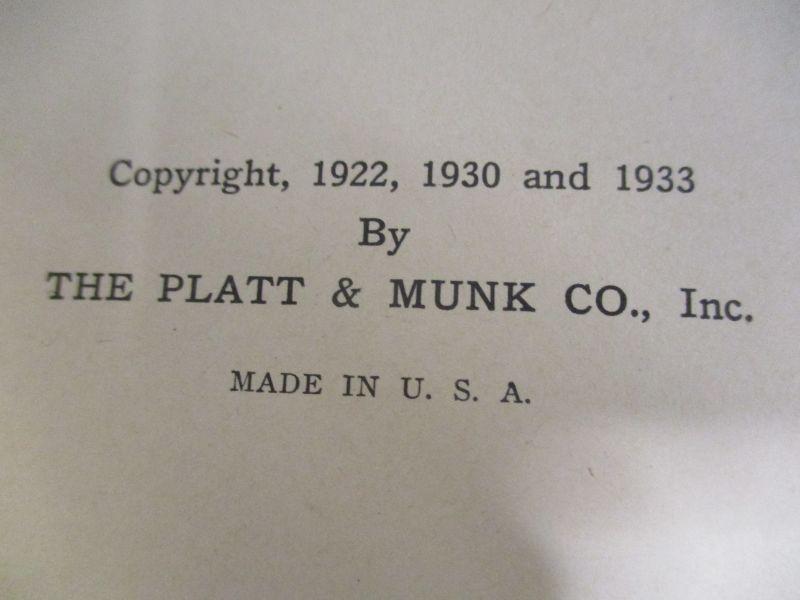 Copyright, 1922, 1930 and 1933
By
THE PLATT & MUNK CO., Inc.
MADE IN U. S. A.